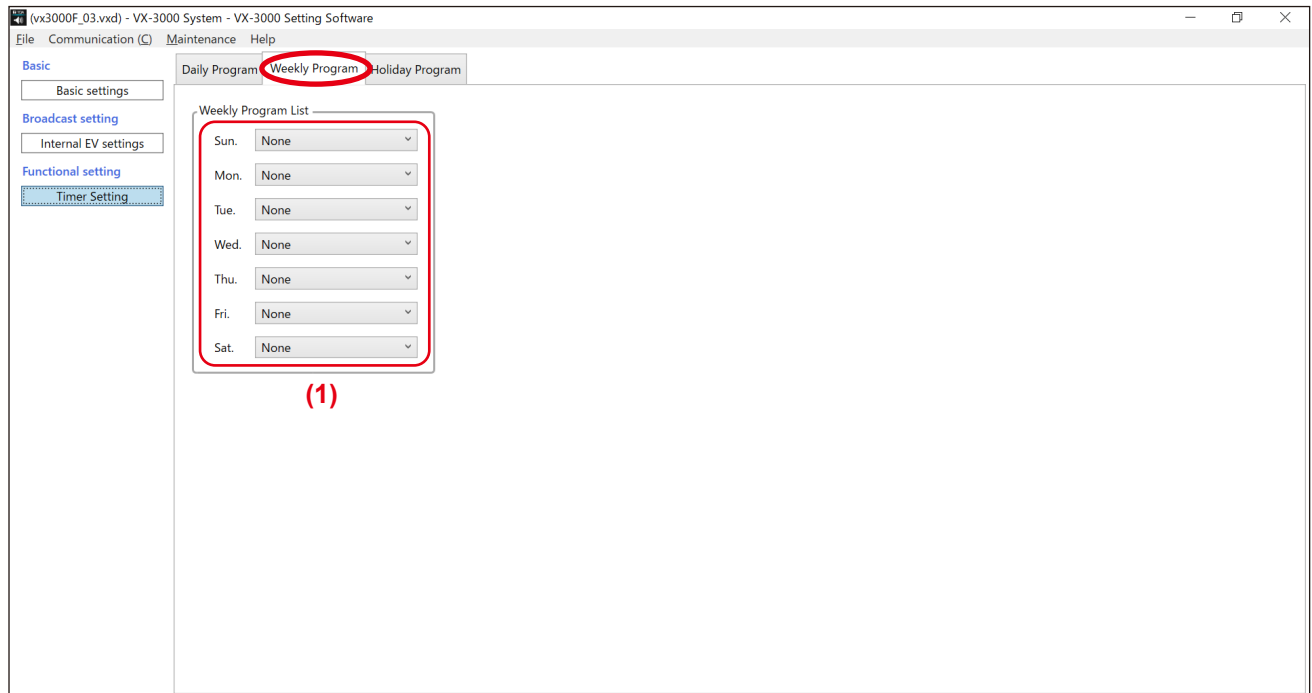 (vx3000F_03.vxd) - VX-3000 System - VX-3000 Setting Software
File Communication (C) Maintenance Help
Basic
Basic settings
Broadcast setting
Internal EV settings
Functional setting
Timer Setting
Daily Program Weekly Program Holiday Program
Weekly Program List
Sun. None
Mon. None
Tue. None
Wed. None
Thu. None
Fri. None
Sat. None
(1)